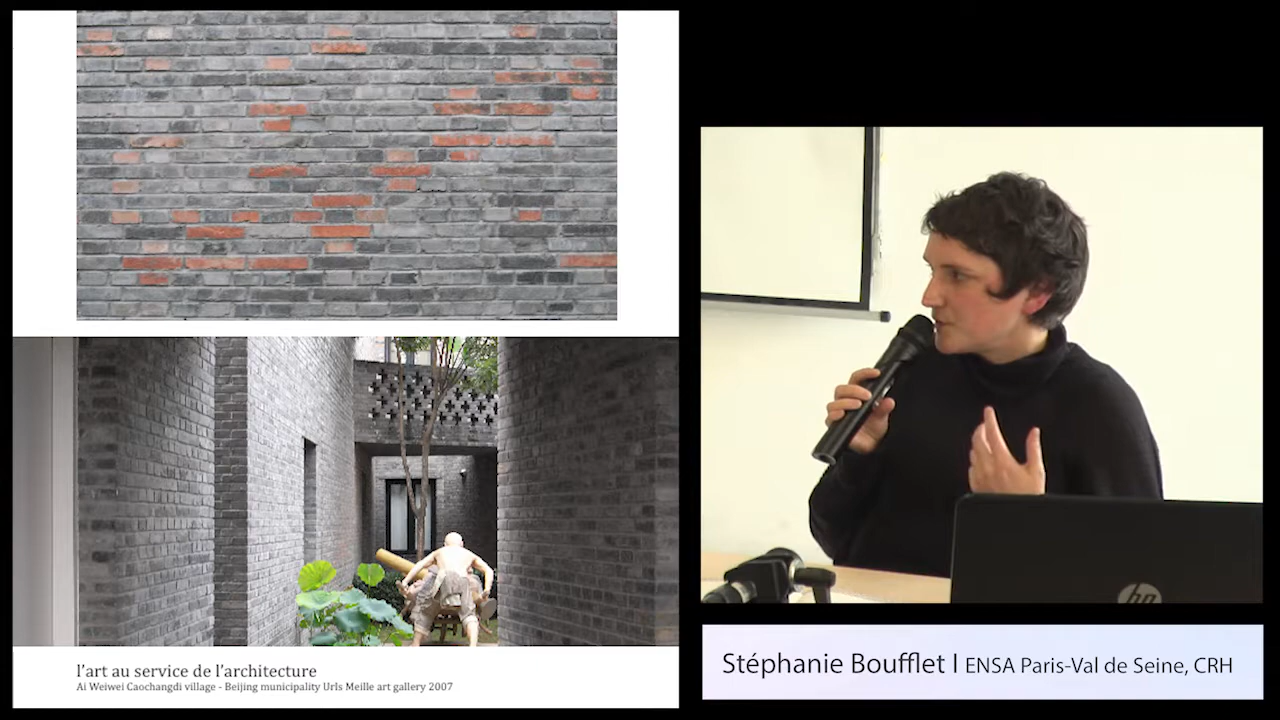 l'art au service de l'architecture
Ai Weiwei Caochangdi village - Beijing municipality Urls Meille art gallery 2007
hp
Stéphanie Boufflet I ENSA Paris-Val de Seine, CRH